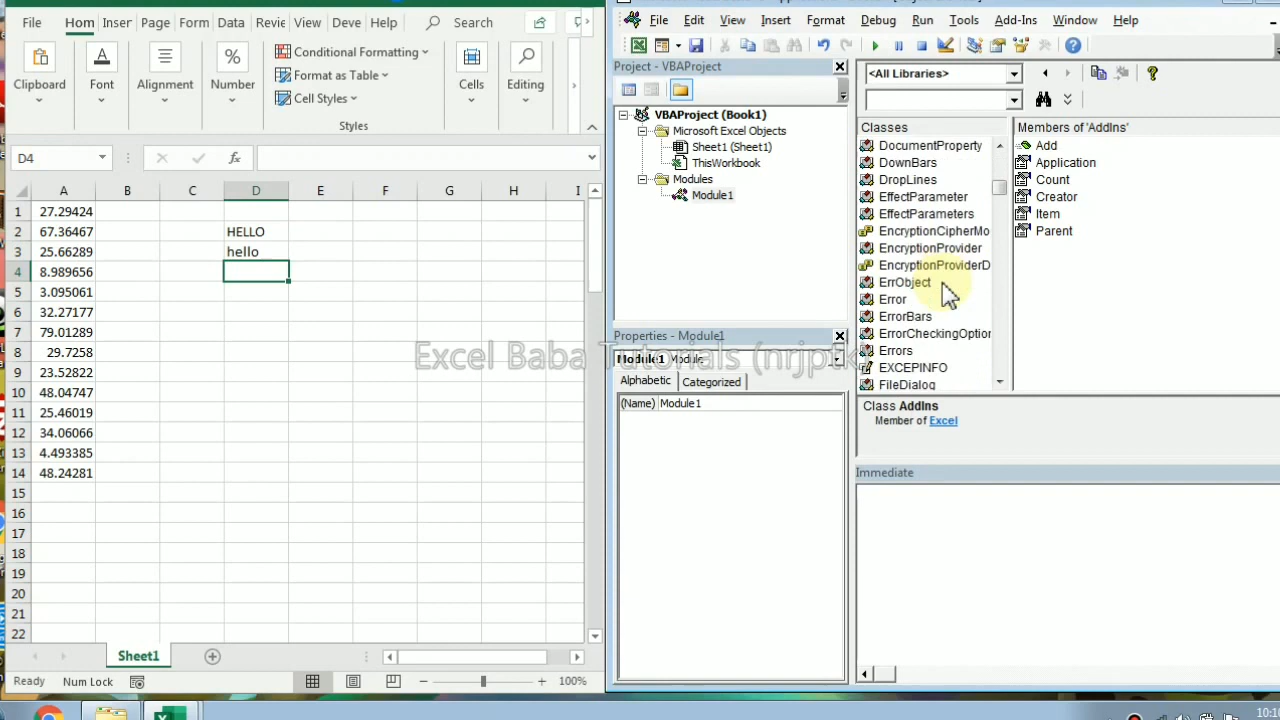 File Hom Inser Page Form Data Revie View Deve Help Search
Clipboard
Font
Alignment
%
Number
Conditional Formatting
Format as Table
Cell Styles
Styles
Cells
Editing
D4
fx
A B C D E F G H I
1 27.29424
2 67.36467 HELLO
3 25.66289 hello
4 8.989656
5 3.095061
6 32.27177
7 79.01289
8 29.7258
9 23.52822
10 48.04747
11 25.46019
12 34.06066
13 4.493385
14 48.24281
15
16
17
18
19
20
21
22
Sheet1
Ready Num Lock 100%
File Edit View Insert Format Debug Run Tools Add-Ins Window Help
Project - VBAProject
VBAProject (Book1)
Microsoft Excel Objects
Sheet1 (Sheet1)
ThisWorkbook
Modules
Module1
Properties - Module1
Module1 Module
Alphabetic Categorized
(Name) Module1
<All Libraries>
Classes
DocumentProperty
DownBars
DropLines
EffectParameter
EffectParameters
EncryptionCipherMo
EncryptionProvider
EncryptionProviderD
ErrObject
Error
ErrorBars
ErrorCheckingOption
Errors
EXCEPINFO
FileDialog
Members of 'AddIns'
Add
Application
Count
Creator
Item
Parent
Class AddIns
Member of Excel
Immediate
Excel Baba Tutorials (nrjptk)